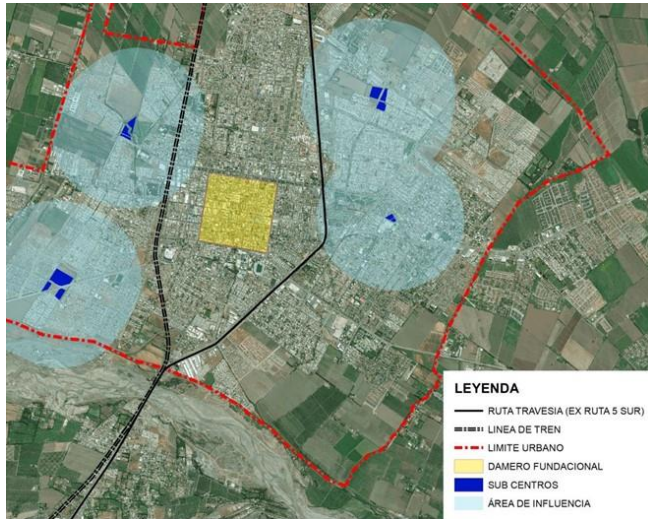 LEYENDA
RUTA TRAVESIA (EX RUTA 5 SUR)
LINEA DE TREN
LIMITE URBANO
DAMERO FUNDACIONAL
SUB CENTROS
ÁREA DE INFLUENCIA